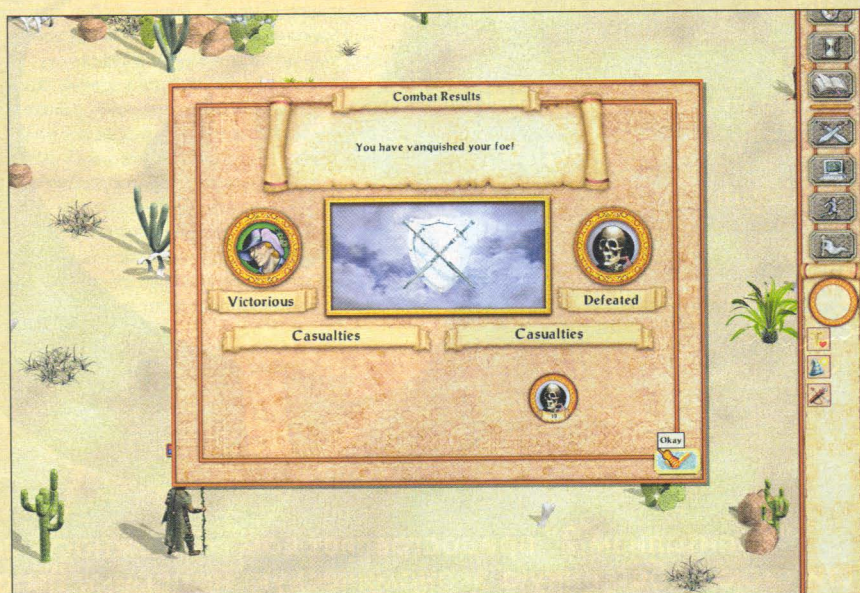 Combat Results
You have vanquished your foe!
Victorious
Defeated
Casualties
Casualties
Okay